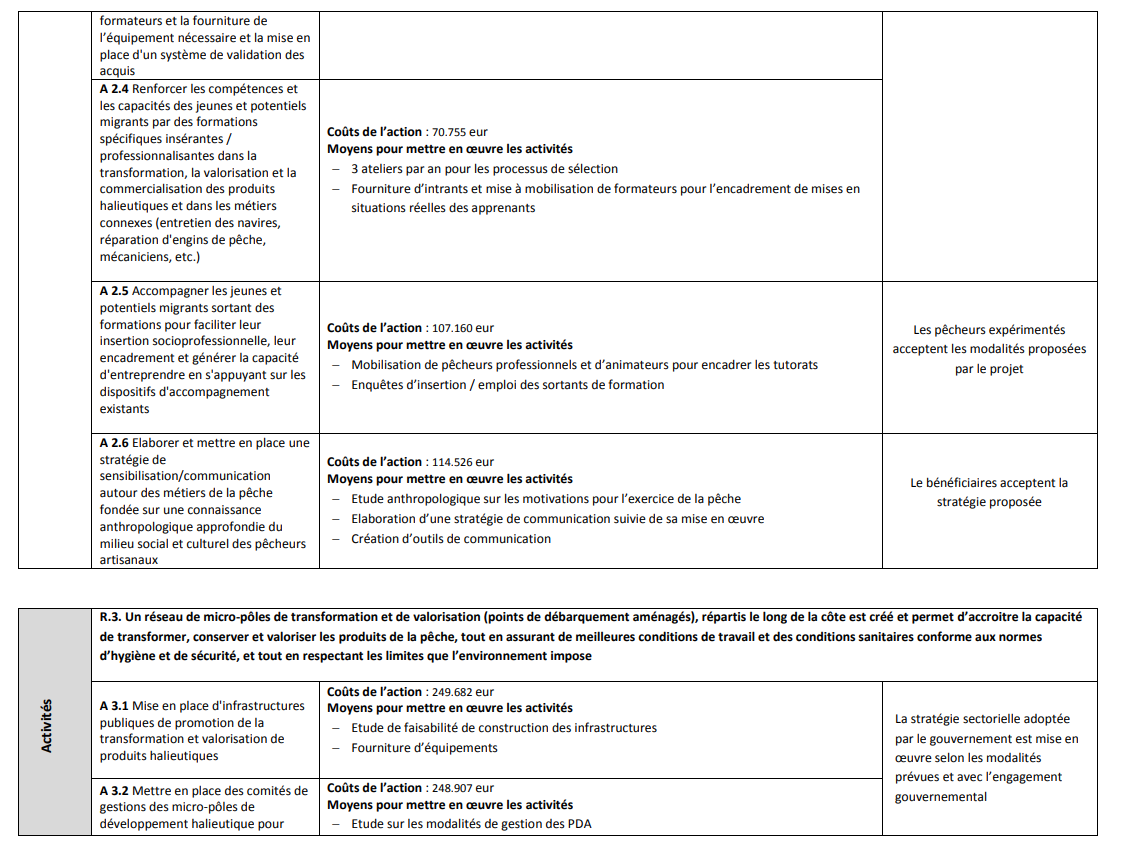 formateurs et la fourniture de
l'équipement nécessaire et la mise en
place d'un système de validation des
acquis
A 2.4 Renforcer les compétences et
les capacités des jeunes et potentiels
migrants par des formations
spécifiques insérantes /
professionnalisantes dans la
transformation, la valorisation et la
commercialisation des produits
halieutiques et dans les métiers
connexes (entretien des navires,
réparation d'engins de pêche,
mécaniciens, etc.)
Coûts de l'action : 70.755 eur
Moyens pour mettre en œuvre les activités
– 3 ateliers par an pour les processus de sélection
– Fourniture d'intrants et mise à mobilisation de formateurs pour l'encadrement de mises en
situations réelles des apprenants
A 2.5 Accompagner les jeunes et
potentiels migrants sortant des
formations pour faciliter leur
insertion socioprofessionnelle, leur
encadrement et générer la capacité
d'entreprendre en s'appuyant sur les
dispositifs d'accompagnement
existants
Coûts de l'action : 107.160 eur
Moyens pour mettre en œuvre les activités
– Mobilisation de pêcheurs professionnels et d'animateurs pour encadrer les tutorats
– Enquêtes d'insertion / emploi des sortants de formation
Les pêcheurs expérimentés
acceptent les modalités proposées
par le projet
A 2.6 Elaborer et mettre en place une
stratégie de
sensibilisation/communication
autour des métiers de la pêche
fondée sur une connaissance
anthropologique approfondie du
milieu social et culturel des pêcheurs
artisanaux
Coûts de l'action : 114.526 eur
Moyens pour mettre en œuvre les activités
– Etude anthropologique sur les motivations pour l'exercice de la pêche
– Elaboration d'une stratégie de communication suivie de sa mise en œuvre
– Création d'outils de communication
Le bénéficiaires acceptent la
stratégie proposée
Activités
R.3. Un réseau de micro-pôles de transformation et de valorisation (points de débarquement aménagés), répartis le long de la côte est créé et permet d'accroitre la capacité
de transformer, conserver et valoriser les produits de la pêche, tout en assurant de meilleures conditions de travail et des conditions sanitaires conforme aux normes
d'hygiène et de sécurité, et tout en respectant les limites que l'environnement impose
A 3.1 Mise en place d'infrastructures
publiques de promotion de la
transformation et valorisation de
produits halieutiques
Coûts de l'action : 249.682 eur
Moyens pour mettre en œuvre les activités
– Etude de faisabilité de construction des infrastructures
– Fourniture d'équipements
La stratégie sectorielle adoptée
par le gouvernement est mise en
œuvre selon les modalités
prévues et avec l'engagement
gouvernemental
A 3.2 Mettre en place des comités de
gestions des micro-pôles de
développement halieutique pour
Coûts de l'action : 248.907 eur
Moyens pour mettre en œuvre les activités
– Etude sur les modalités de gestion des PDA